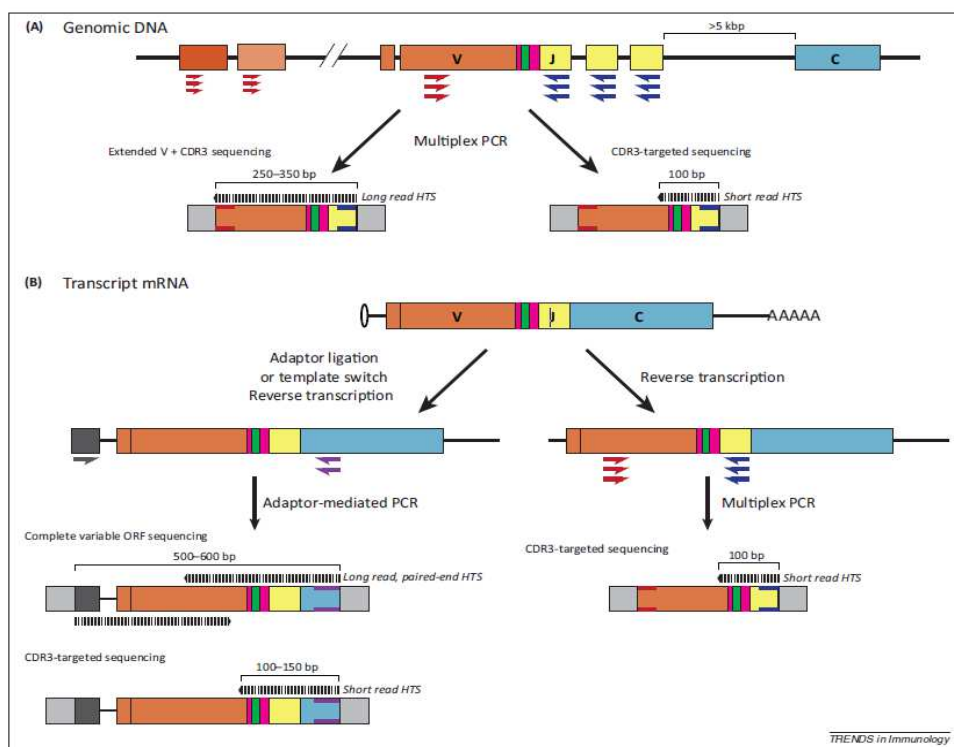 (A) Genomic DNA
>5 kbp
V J C
Multiplex PCR
Extended V + CDR3 sequencing
CDR3-targeted sequencing
250–350 bp
Long read HTS
100 bp
Short read HTS
(B) Transcript mRNA
V J C
AAAAA
Adaptor ligation
or template switch
Reverse transcription
Reverse transcription
Adaptor-mediated PCR
Multiplex PCR
Complete variable ORF sequencing
500–600 bp
Long read, paired-end HTS
CDR3-targeted sequencing
100 bp
Short read HTS
CDR3-targeted sequencing
100–150 bp
Short read HTS
TRENDS in Immunology